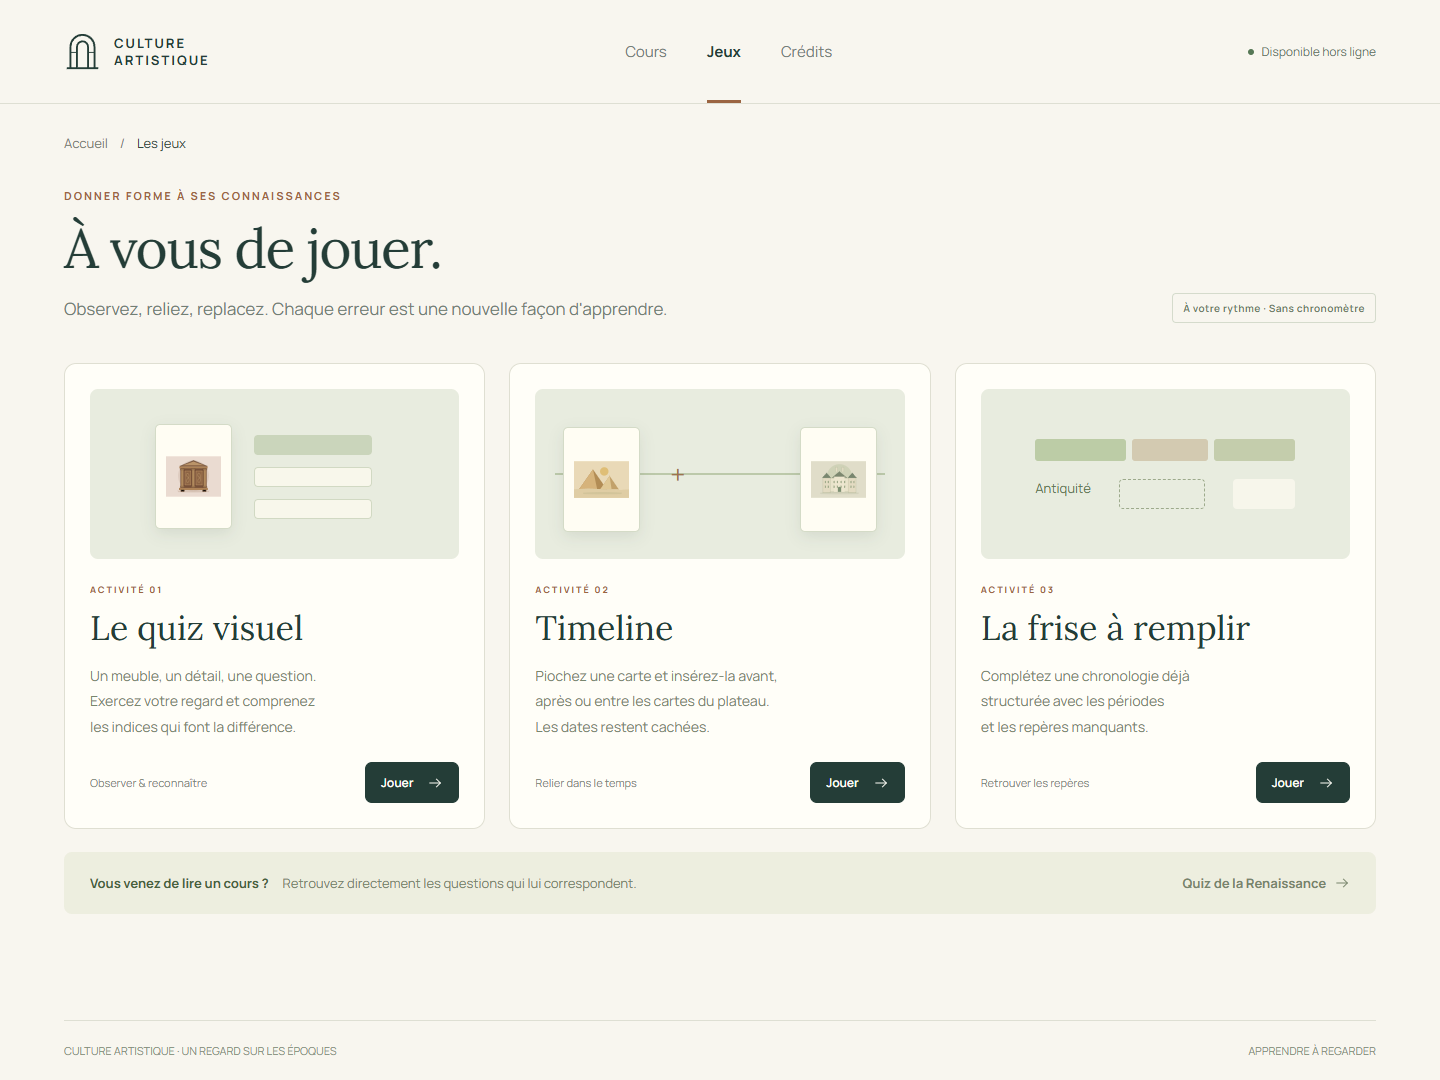 CULTURE
ARTISTIQUE
Cours
Jeux
Crédits
Disponible hors ligne
Accueil / Les jeux
DONNER FORME À SES CONNAISSANCES
À vous de jouer.
Observez, reliez, replacez. Chaque erreur est une nouvelle façon d'apprendre.
À votre rythme · Sans chronomètre
ACTIVITÉ 01
Le quiz visuel
Un meuble, un détail, une question.
Exercez votre regard et comprenez
les indices qui font la différence.
Observer & reconnaître
Jouer →
ACTIVITÉ 02
Timeline
Piochez une carte et insérez-la avant,
après ou entre les cartes du plateau.
Les dates restent cachées.
Relier dans le temps
Jouer →
Antiquité
ACTIVITÉ 03
La frise à remplir
Complétez une chronologie déjà
structurée avec les périodes
et les repères manquants.
Retrouver les repères
Jouer →
Vous venez de lire un cours ? Retrouvez directement les questions qui lui correspondent.
Quiz de la Renaissance →
CULTURE ARTISTIQUE · UN REGARD SUR LES ÉPOQUES
APPRENDRE À REGARDER